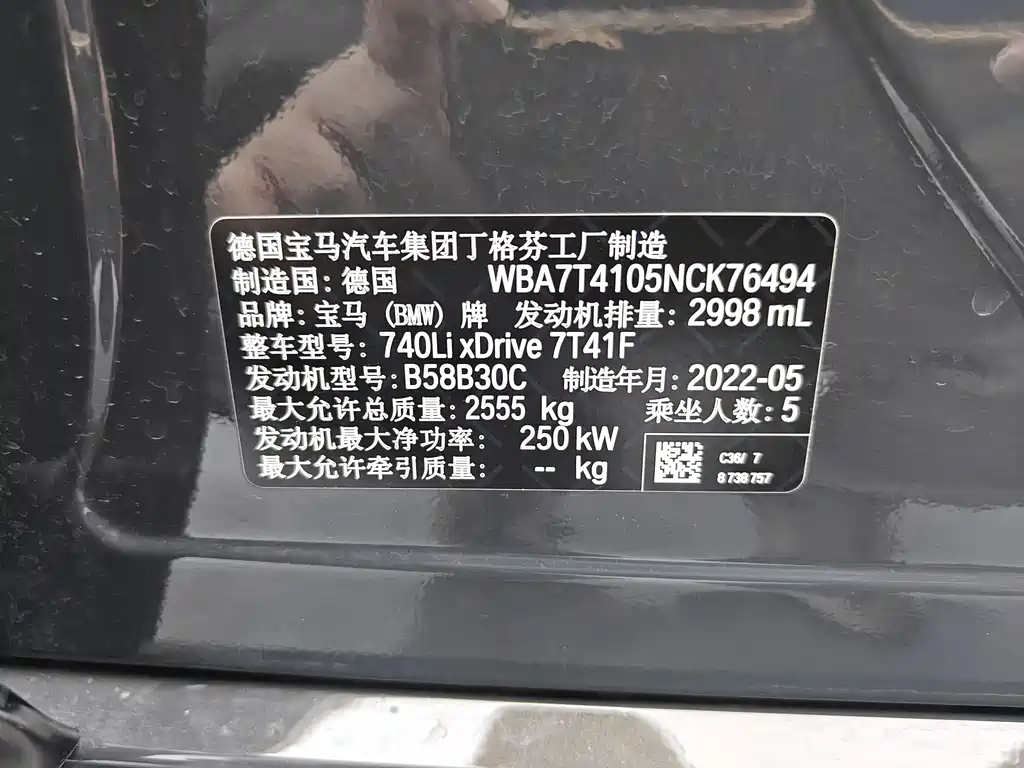 德国宝马汽车集团丁格芬工厂制造
制造国: 德国 WBA7T4105NCK76494
品牌: 宝马 (BMW) 牌 发动机排量: 2998 mL
整车型号: 740Li xDrive 7T41F
发动机型号: B58B30C 制造年月: 2022-05
最大允许总质量: 2555 kg 乘坐人数: 5
发动机最大净功率: 250 kW
最大允许牵引质量: -- kg
C36/ 7
8 738 757